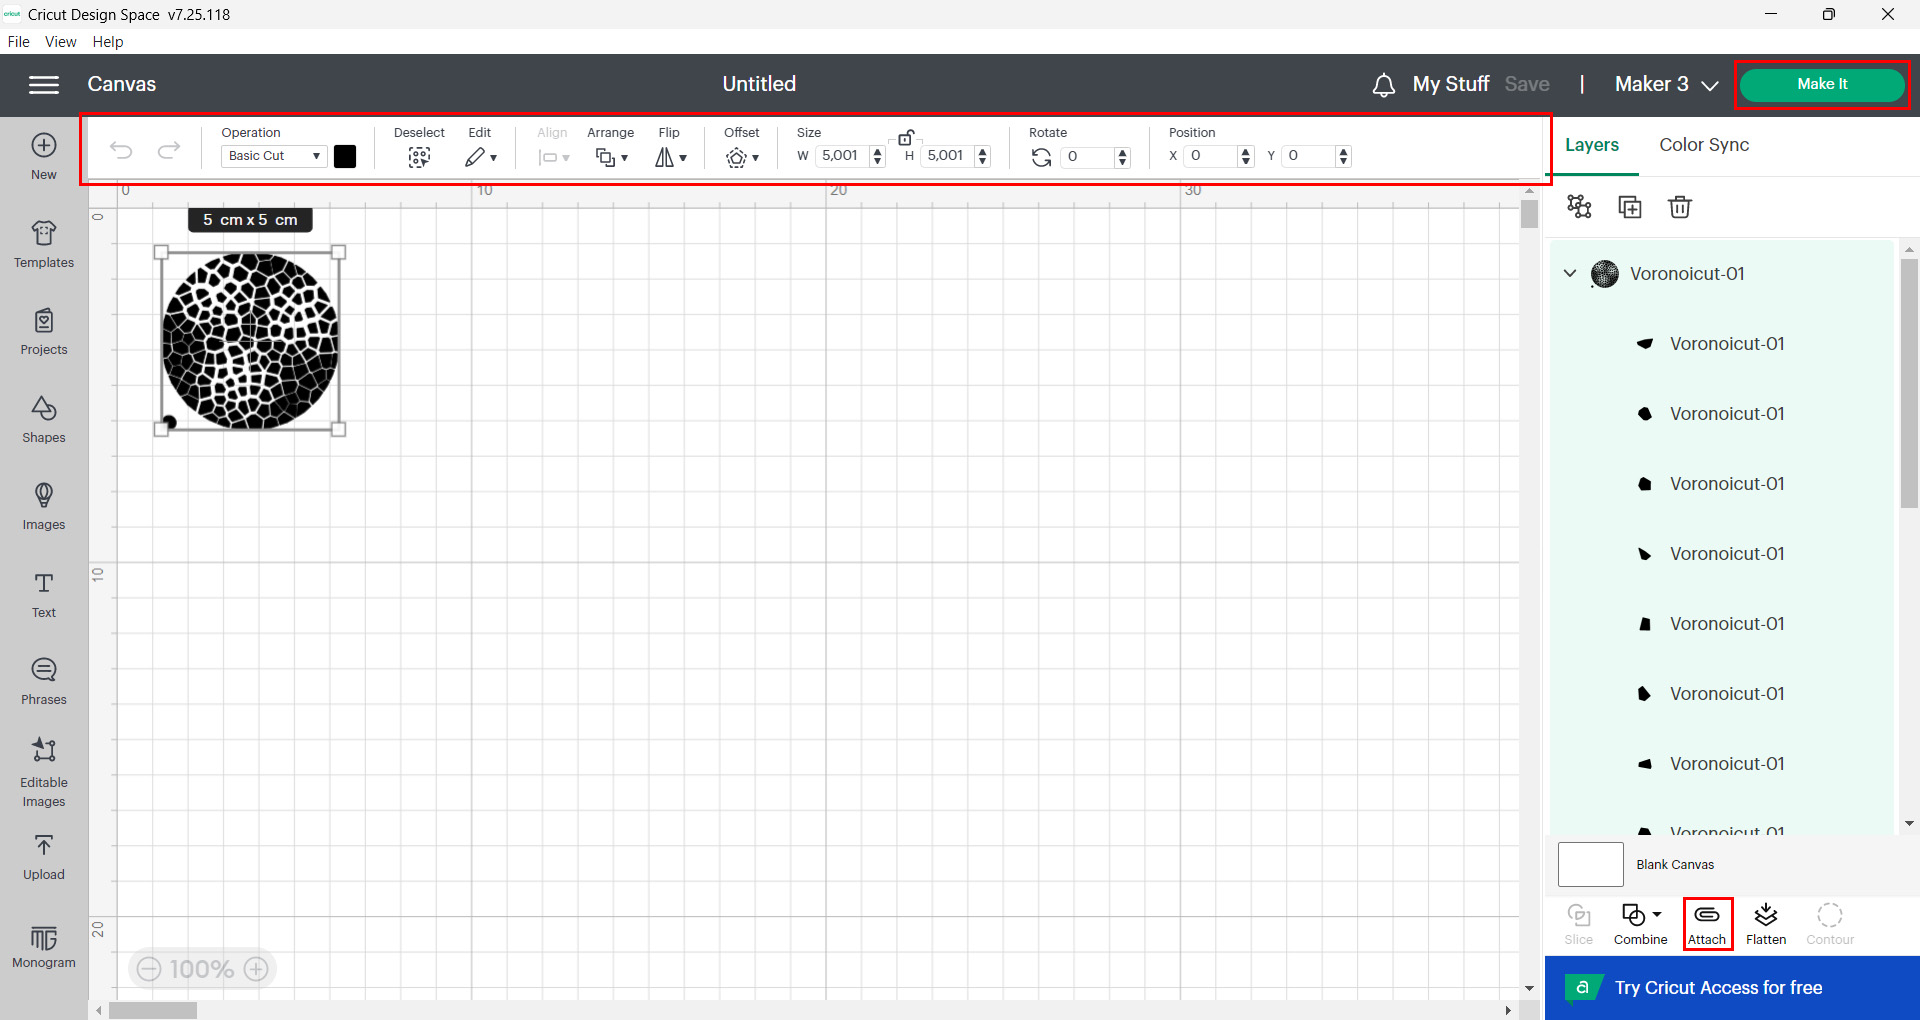 cricut Cricut Design Space v7.25.118
File View Help
Canvas Untitled My Stuff Save | Maker 3 Make It
Operation Deselect Edit Align Arrange Flip Offset Size Rotate Position
Basic Cut W 5,001 H 5,001 0 X 0 Y 0
Layers Color Sync
New
Templates
Projects
Shapes
Images
Text
Phrases
Editable
Images
Upload
Monogram
0 10 20 30
0
10
20
5 cm x 5 cm
100%
Voronoicut-01
Voronoicut-01
Voronoicut-01
Voronoicut-01
Voronoicut-01
Voronoicut-01
Voronoicut-01
Voronoicut-01
Voronoicut-01
Blank Canvas
Slice Combine Attach Flatten Contour
a Try Cricut Access for free